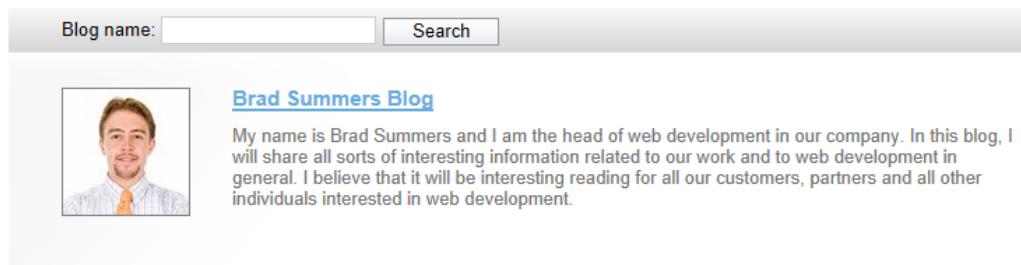 Blog name: Search
Brad Summers Blog
My name is Brad Summers and I am the head of web development in our company. In this blog, I
will share all sorts of interesting information related to our work and to web development in
general. I believe that it will be interesting reading for all our customers, partners and all other
individuals interested in web development.